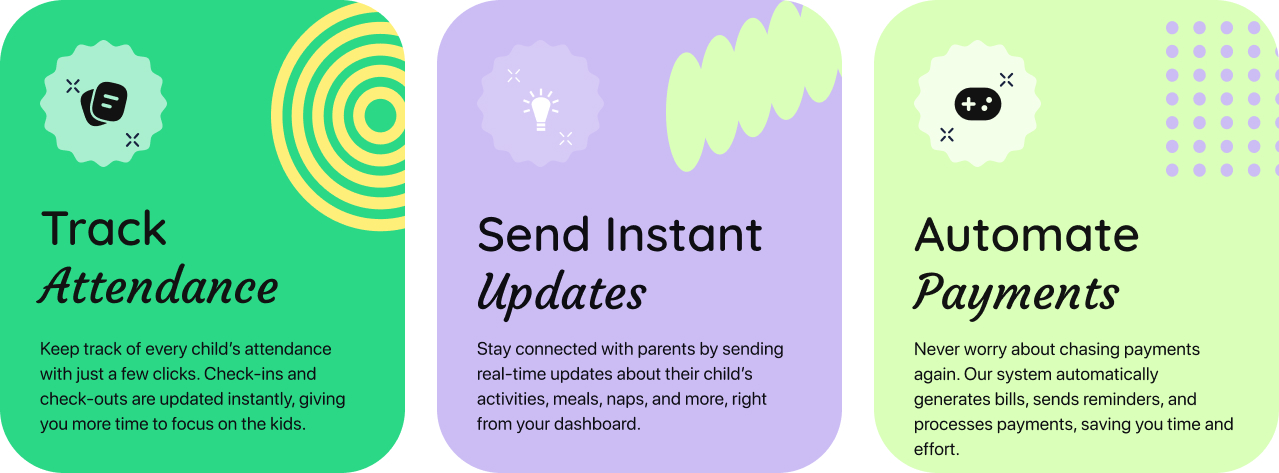 Track
Attendance
Keep track of every child’s attendance
with just a few clicks. Check-ins and
check-outs are updated instantly, giving
you more time to focus on the kids.
Send Instant
Updates
Stay connected with parents by sending
real-time updates about their child’s
activities, meals, naps, and more, right
from your dashboard.
Automate
Payments
Never worry about chasing payments
again. Our system automatically
generates bills, sends reminders, and
processes payments, saving you time and
effort.